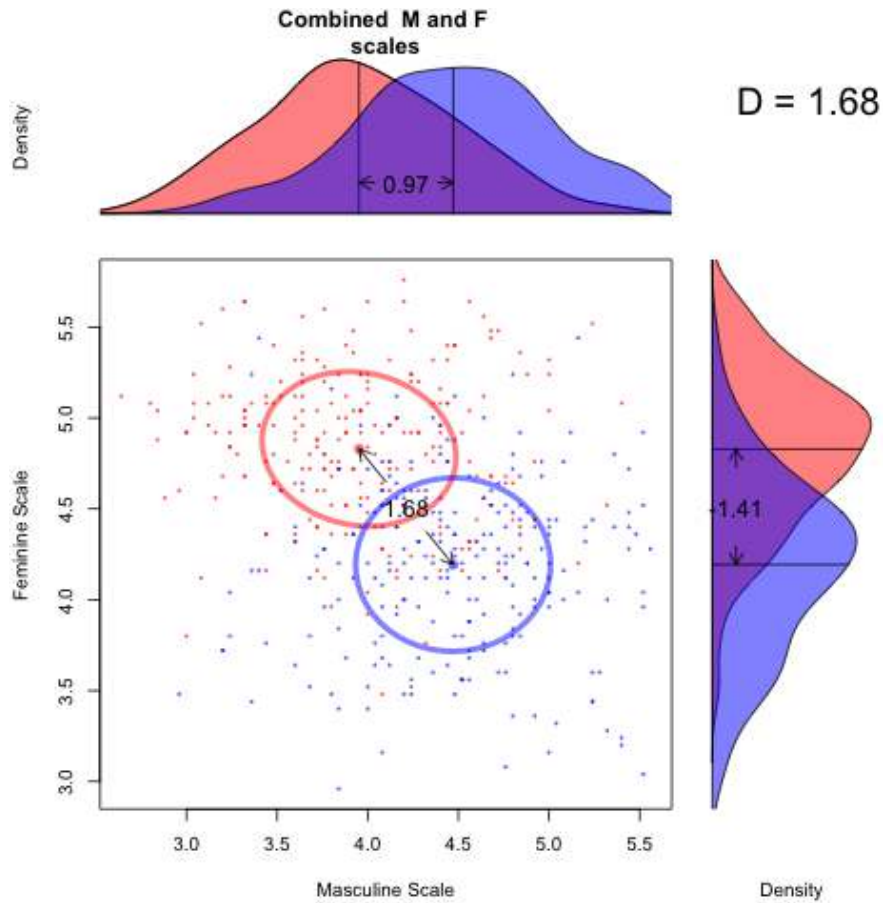 Combined M and F
scales
D = 1.68
Density
0.97
5.5
5.0
4.5
4.0
3.5
3.0
Feminine Scale
1.68
-1.41
3.0
3.5
4.0
4.5
5.0
5.5
Masculine Scale
Density